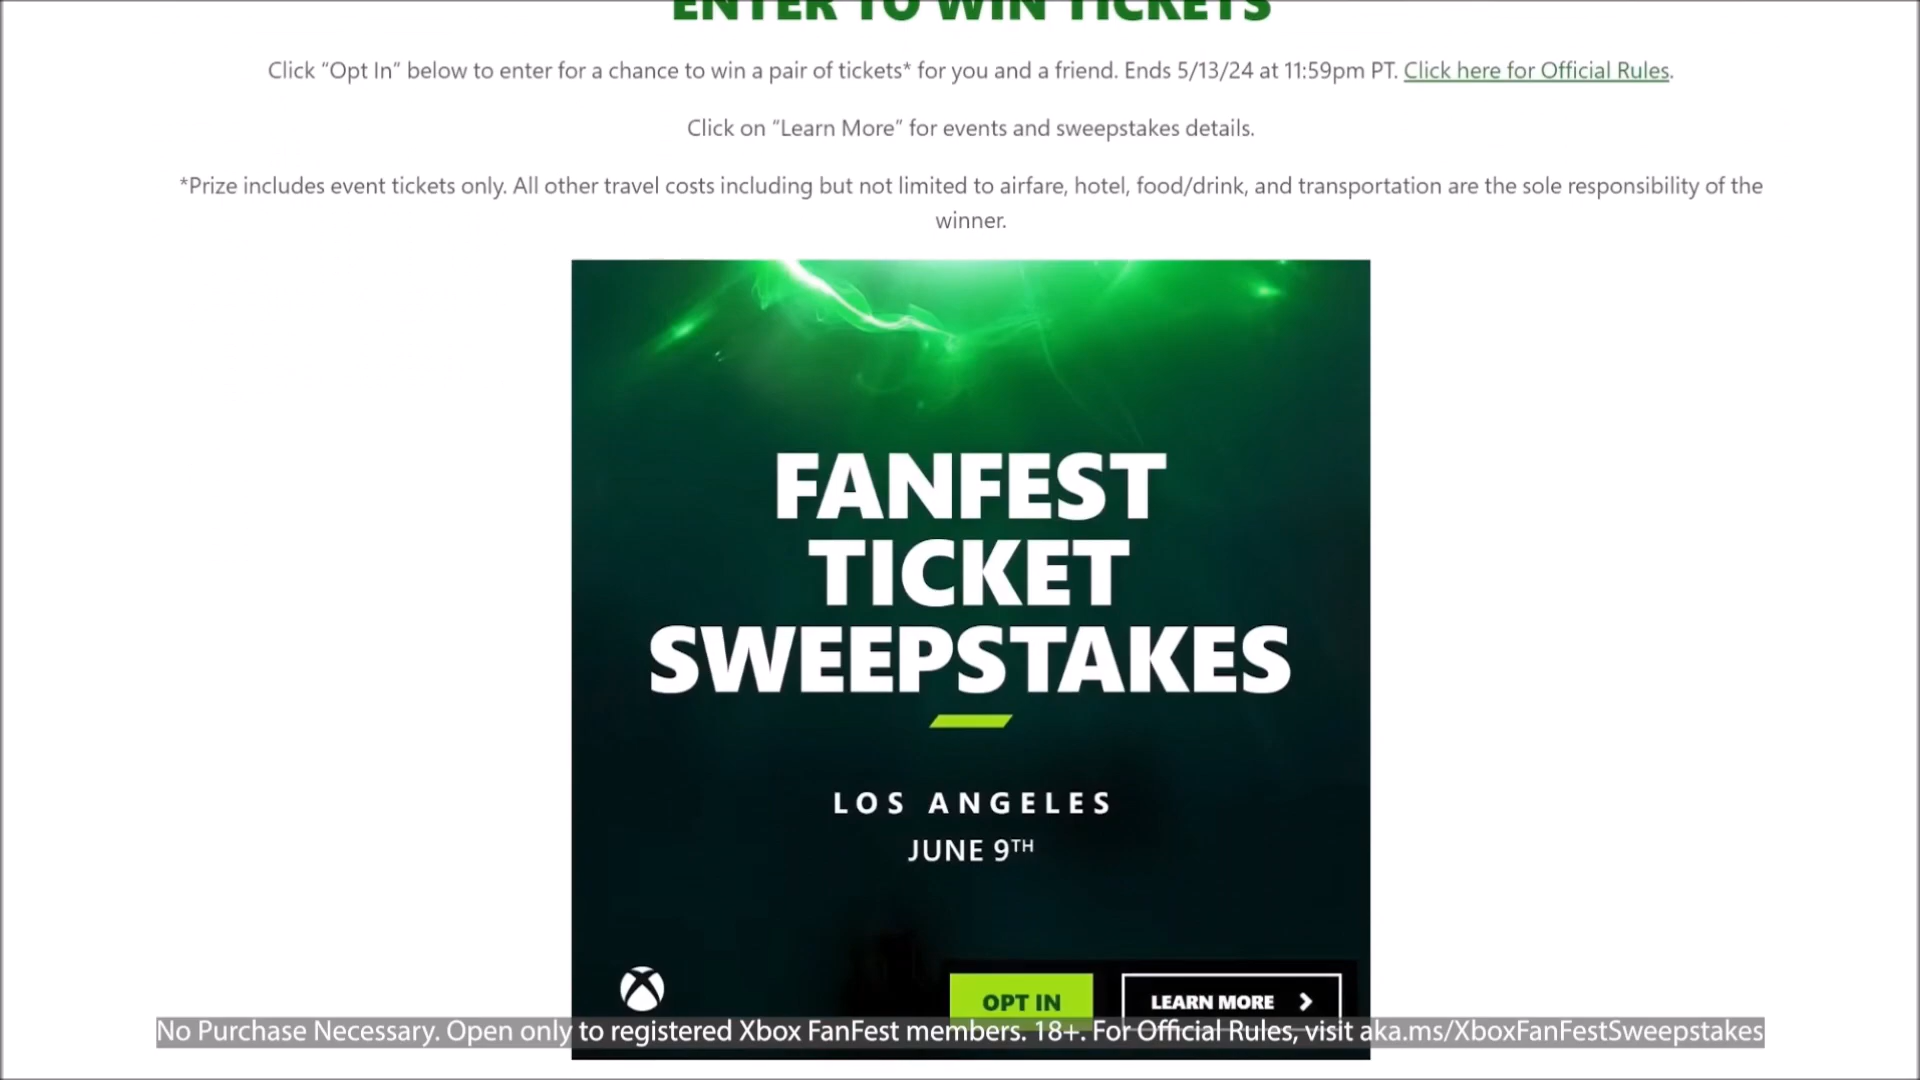 ENTER TO WIN TICKETS
Click “Opt In” below to enter for a chance to win a pair of tickets* for you and a friend. Ends 5/13/24 at 11:59pm PT. Click here for Official Rules.
Click on “Learn More” for events and sweepstakes details.
*Prize includes event tickets only. All other travel costs including but not limited to airfare, hotel, food/drink, and transportation are the sole responsibility of the
winner.
FANFEST
TICKET
SWEEPSTAKES
LOS ANGELES
JUNE 9TH
OPT IN
LEARN MORE
No Purchase Necessary. Open only to registered Xbox FanFest members. 18+. For Official Rules, visit aka.ms/XboxFanFestSweepstakes